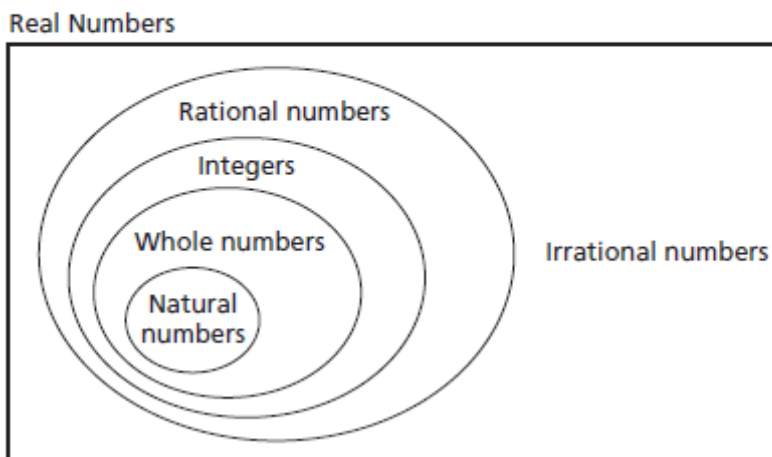 Real Numbers
Rational numbers
Integers
Whole numbers
Irrational numbers
Natural
numbers